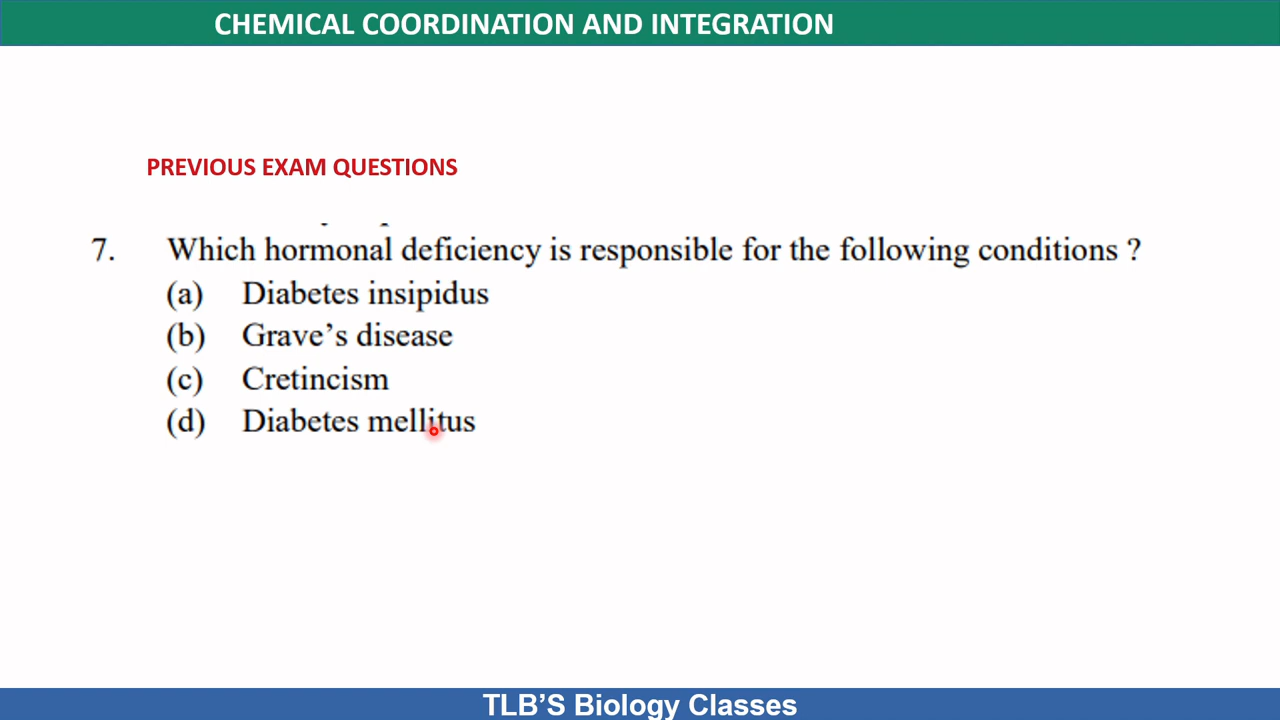 CHEMICAL COORDINATION AND INTEGRATION
PREVIOUS EXAM QUESTIONS
7. Which hormonal deficiency is responsible for the following conditions ?
(a) Diabetes insipidus
(b) Grave’s disease
(c) Cretincism
(d) Diabetes mellitus
TLB’S Biology Classes